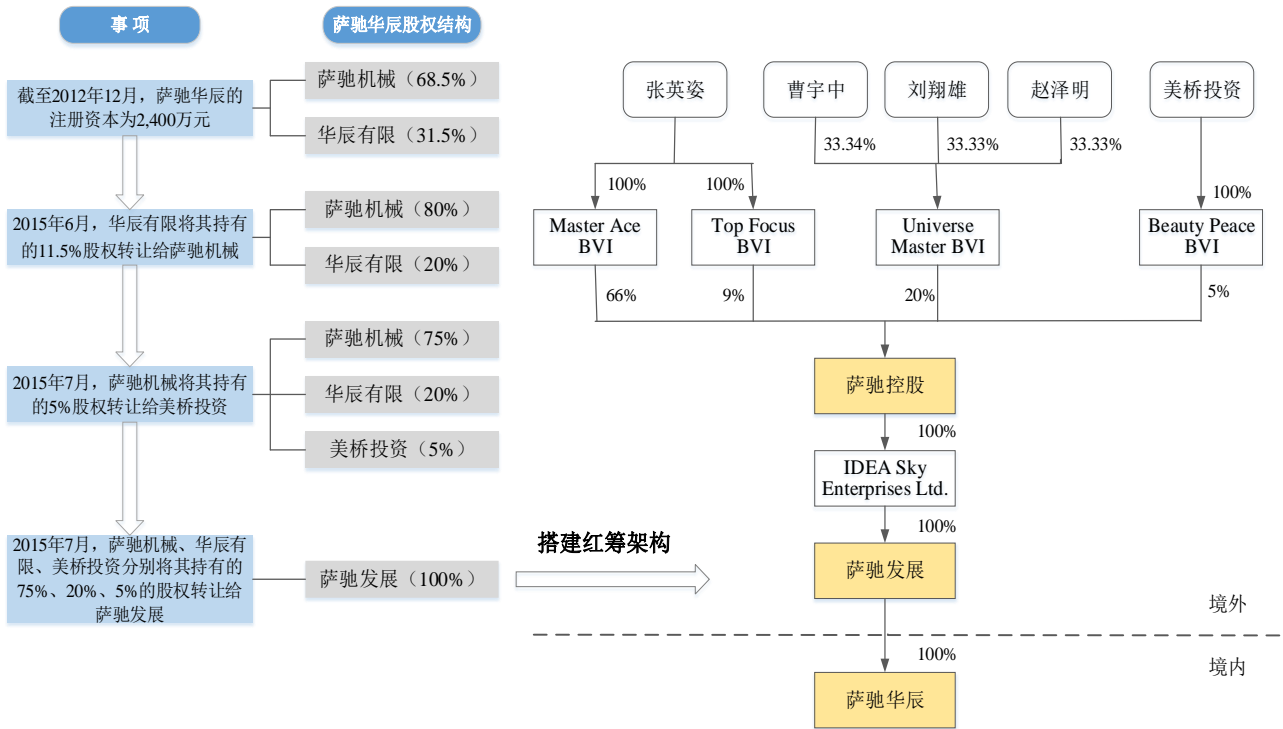 事 项
萨驰华辰股权结构
截至2012年12月，萨驰华辰的
注册资本为2,400万元
萨驰机械（68.5%）
华辰有限（31.5%）
2015年6月，华辰有限将其持有
的11.5%股权转让给萨驰机械
萨驰机械（80%）
华辰有限（20%）
2015年7月，萨驰机械将其持有
的5%股权转让给美桥投资
萨驰机械（75%）
华辰有限（20%）
美桥投资（5%）
2015年7月，萨驰机械、华辰有
限、美桥投资分别将其持有的
75%、20%、5%的股权转让给
萨驰发展
萨驰发展（100%）
搭建红筹架构
张英姿
曹宇中
刘翔雄
赵泽明
美桥投资
33.34%
33.33%
33.33%
100%
100%
100%
Master Ace
BVI
Top Focus
BVI
Universe
Master BVI
Beauty Peace
BVI
66%
9%
20%
5%
萨驰控股
100%
IDEA Sky
Enterprises Ltd.
100%
萨驰发展
境外
100%
境内
萨驰华辰